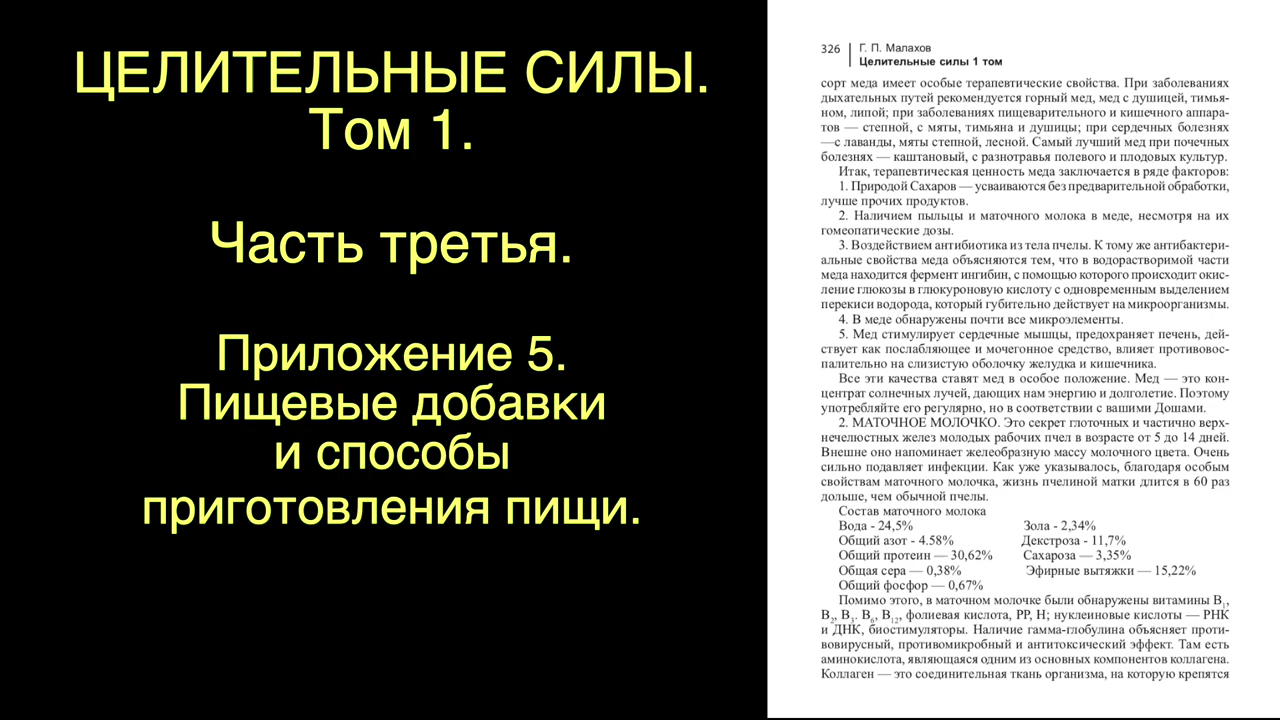 ЦЕЛИТЕЛЬНЫЕ СИЛЫ.
Том 1.
Часть третья.
Приложение 5.
Пищевые добавки
и способы
приготовления пищи.
326
Г. П. Малахов
Целительные силы 1 том
сорт меда имеет особые терапевтические свойства. При заболеваниях
дыхательных путей рекомендуется горный мед, мед с душицей, тимья-
ном, липой; при заболеваниях пищеварительного и кишечного аппара-
тов — степной, с мяты, тимьяна и душицы; при сердечных болезнях
—с лаванды, мяты степной, лесной. Самый лучший мед при почечных
болезнях — каштановый, с разнотравья полевого и плодовых культур.
Итак, терапевтическая ценность меда заключается в ряде факторов:
1. Природой Сахаров — усваиваются без предварительной обработки,
лучше прочих продуктов.
2. Наличием пыльцы и маточного молока в меде, несмотря на их
гомеопатические дозы.
3. Воздействием антибиотика из тела пчелы. К тому же антибактери-
альные свойства меда объясняются тем, что в водорастворимой части
меда находится фермент ингибин, с помощью которого происходит окис-
ление глюкозы в глюкуроновую кислоту с одновременным выделением
перекиси водорода, который губительно действует на микроорганизмы.
4. В меде обнаружены почти все микроэлементы.
5. Мед стимулирует сердечные мышцы, предохраняет печень, дей-
ствует как послабляющее и мочегонное средство, влияет противовос-
палительно на слизистую оболочку желудка и кишечника.
Все эти качества ставят мед в особое положение. Мед — это кон-
центрат солнечных лучей, дающих нам энергию и долголетие. Поэтому
употребляйте его регулярно, но в соответствии с вашими Дошами.
2. МАТОЧНОЕ МОЛОЧКО. Это секрет глоточных и частично верх-
нечелюстных желез молодых рабочих пчел в возрасте от 5 до 14 дней.
Внешне оно напоминает желеобразную массу молочного цвета. Очень
сильно подавляет инфекции. Как уже указывалось, благодаря особым
свойствам маточного молочка, жизнь пчелиной матки длится в 60 раз
дольше, чем обычной пчелы.
Состав маточного молока
Вода - 24,5% Зола - 2,34%
Общий азот - 4.58% Декстроза - 11,7%
Общий протеин — 30,62% Сахароза — 3,35%
Общая сера — 0,38% Эфирные вытяжки — 15,22%
Общий фосфор — 0,67%
Помимо этого, в маточном молочке были обнаружены витамины В1,
В2, В3. В6, В12, фолиевая кислота, РР, Н; нуклеиновые кислоты — РНК
и ДНК, биостимуляторы. Наличие гамма-глобулина объясняет проти-
вовирусный, противомикробный и антитоксический эффект. Там есть
аминокислота, являющаяся одним из основных компонентов коллагена.
Коллаген — это соединительная ткань организма, на которую крепятся